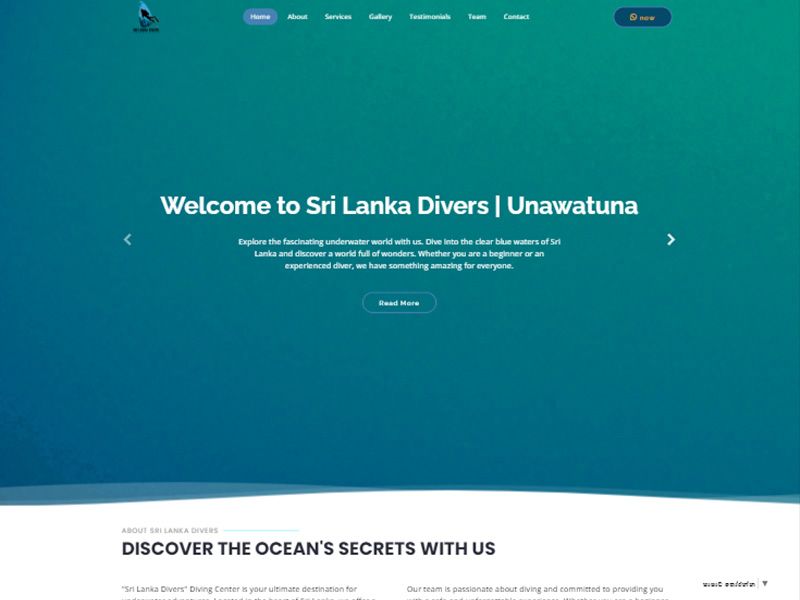 Home About Services Gallery Testimonials Team Contact
now
Welcome to Sri Lanka Divers | Unawatuna
Explore the fascinating underwater world with us. Dive into the clear blue waters of Sri
Lanka and discover a world full of wonders. Whether you are a beginner or an
experienced diver, we have something amazing for everyone.
Read More
ABOUT SRI LANKA DIVERS
DISCOVER THE OCEAN'S SECRETS WITH US
"Sri Lanka Divers" Diving Center is your ultimate destination for
Our team is passionate about diving and committed to providing you